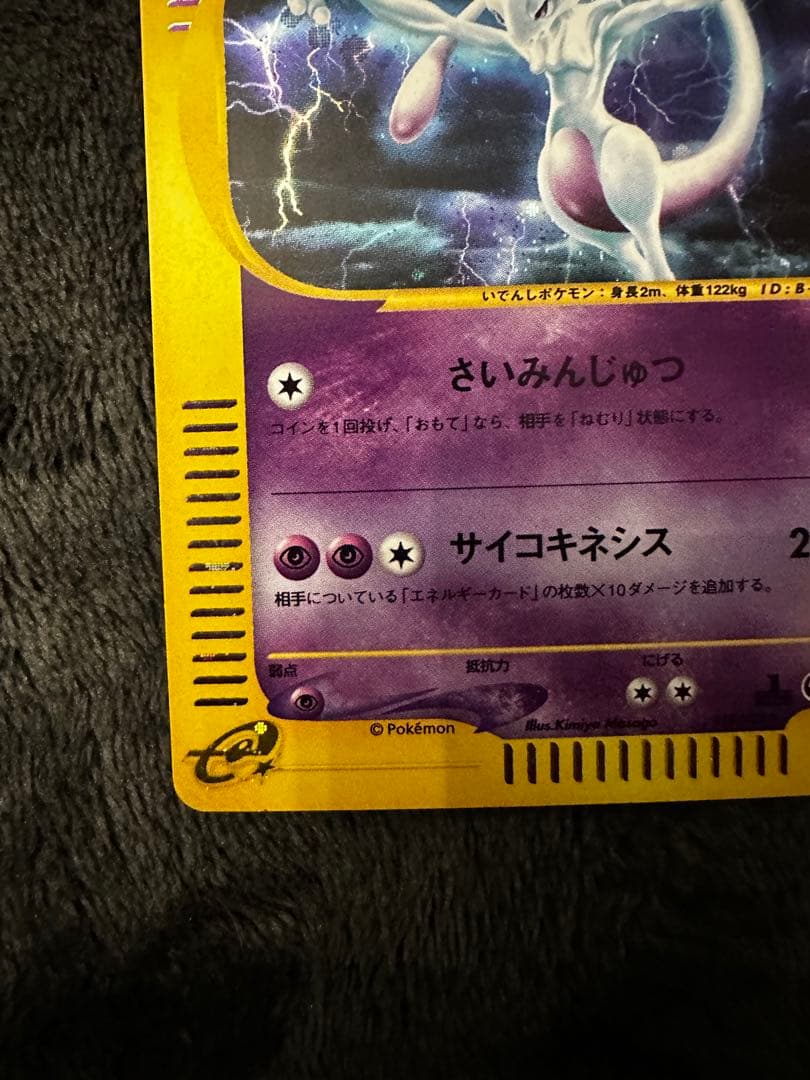 いでんしポケモン：身長2m、体重122kg ID:B-
さいみんじゅつ
コインを1回投げ、「おもて」なら、相手を「ねむり」状態にする。
サイコキネシス 2
相手についている「エネルギーカード」の枚数×10ダメージを追加する。
弱点 抵抗力 にげる
© Pokémon Illus.Kimiya Masago